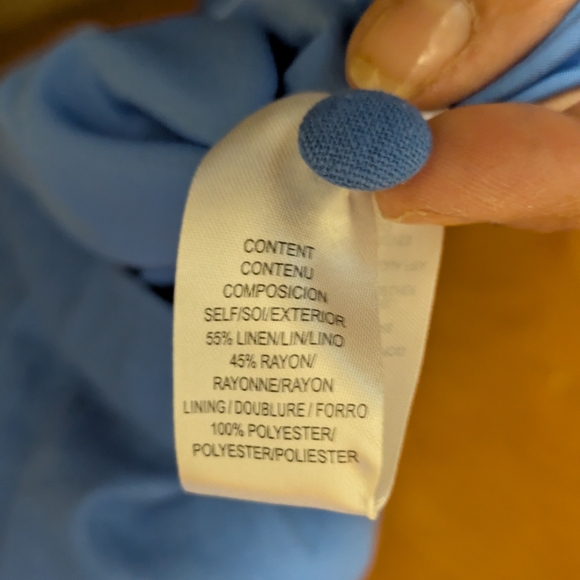 CONTENT
CONTENU
COMPOSICION
SELF/SOI/EXTERIOR
55% LINEN/LIN/LINO
45% RAYON/
RAYONNE/RAYON
LINING / DOUBLURE / FORRO
100% POLYESTER/
POLYESTER/POLIESTER